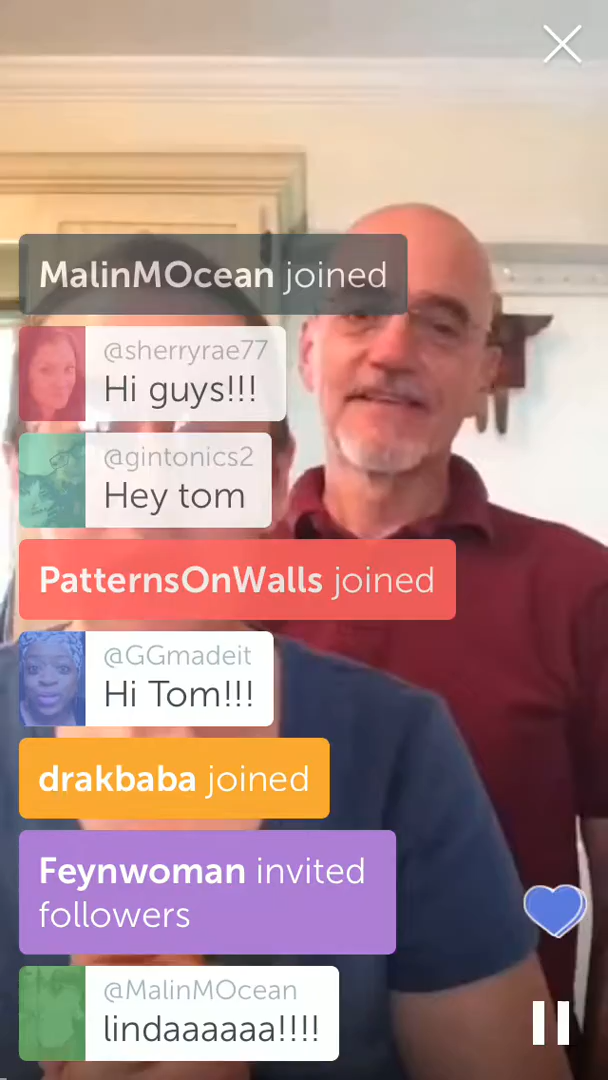 MalinMOcean joined
@sherryrae77
Hi guys!!!
@gintonics2
Hey tom
PatternsOnWalls joined
@GGmadeit
Hi Tom!!!
drakbaba joined
Feynwoman invited
followers
@MalinMOcean
lindaaaaaa!!!!